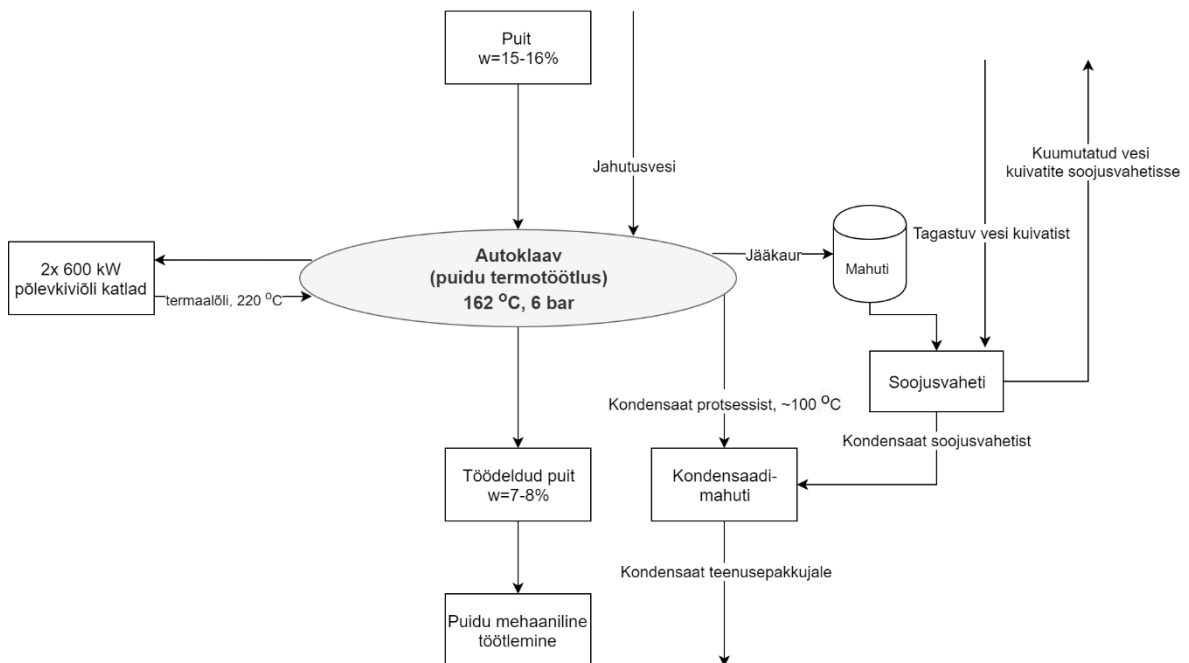 Puit
w=15-16%
Jahutusvesi
Kuumutatud vesi
kuivatite soojusvahetisse
Tagastuv vesi kuivatist
Autoklaav
(puidu termotöötlus)
162 °C, 6 bar
Jääkaur
Mahuti
2x 600 kW
põlevkiviõli katlad
termaalõli, 220 °C
Soojusvaheti
Kondensaat protsessist, ~100 °C
Kondensaat soojusvahetist
Töödeldud puit
w=7-8%
Kondensaadi-
mahuti
Kondensaat teenusepakkujale
Puidu mehaaniline
töötlemine